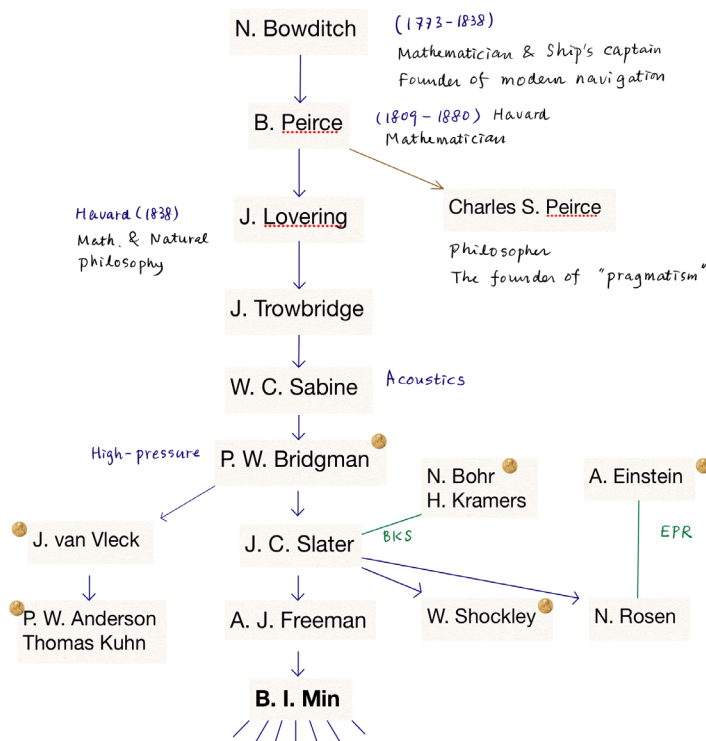 N. Bowditch
(1773-1838)
Mathematician & Ship's captain
Founder of modern navigation
B. Peirce
(1809-1880) Havard
Mathematician
Havard (1838)
Math. & Natural
philosophy
J. Lovering
Charles S. Peirce
Philosopher
The founder of "pragmatism"
J. Trowbridge
W. C. Sabine
Acoustics
High-pressure
P. W. Bridgman
N. Bohr
H. Kramers
A. Einstein
J. van Vleck
J. C. Slater
BKS
EPR
P. W. Anderson
Thomas Kuhn
A. J. Freeman
W. Shockley
N. Rosen
B. I. Min